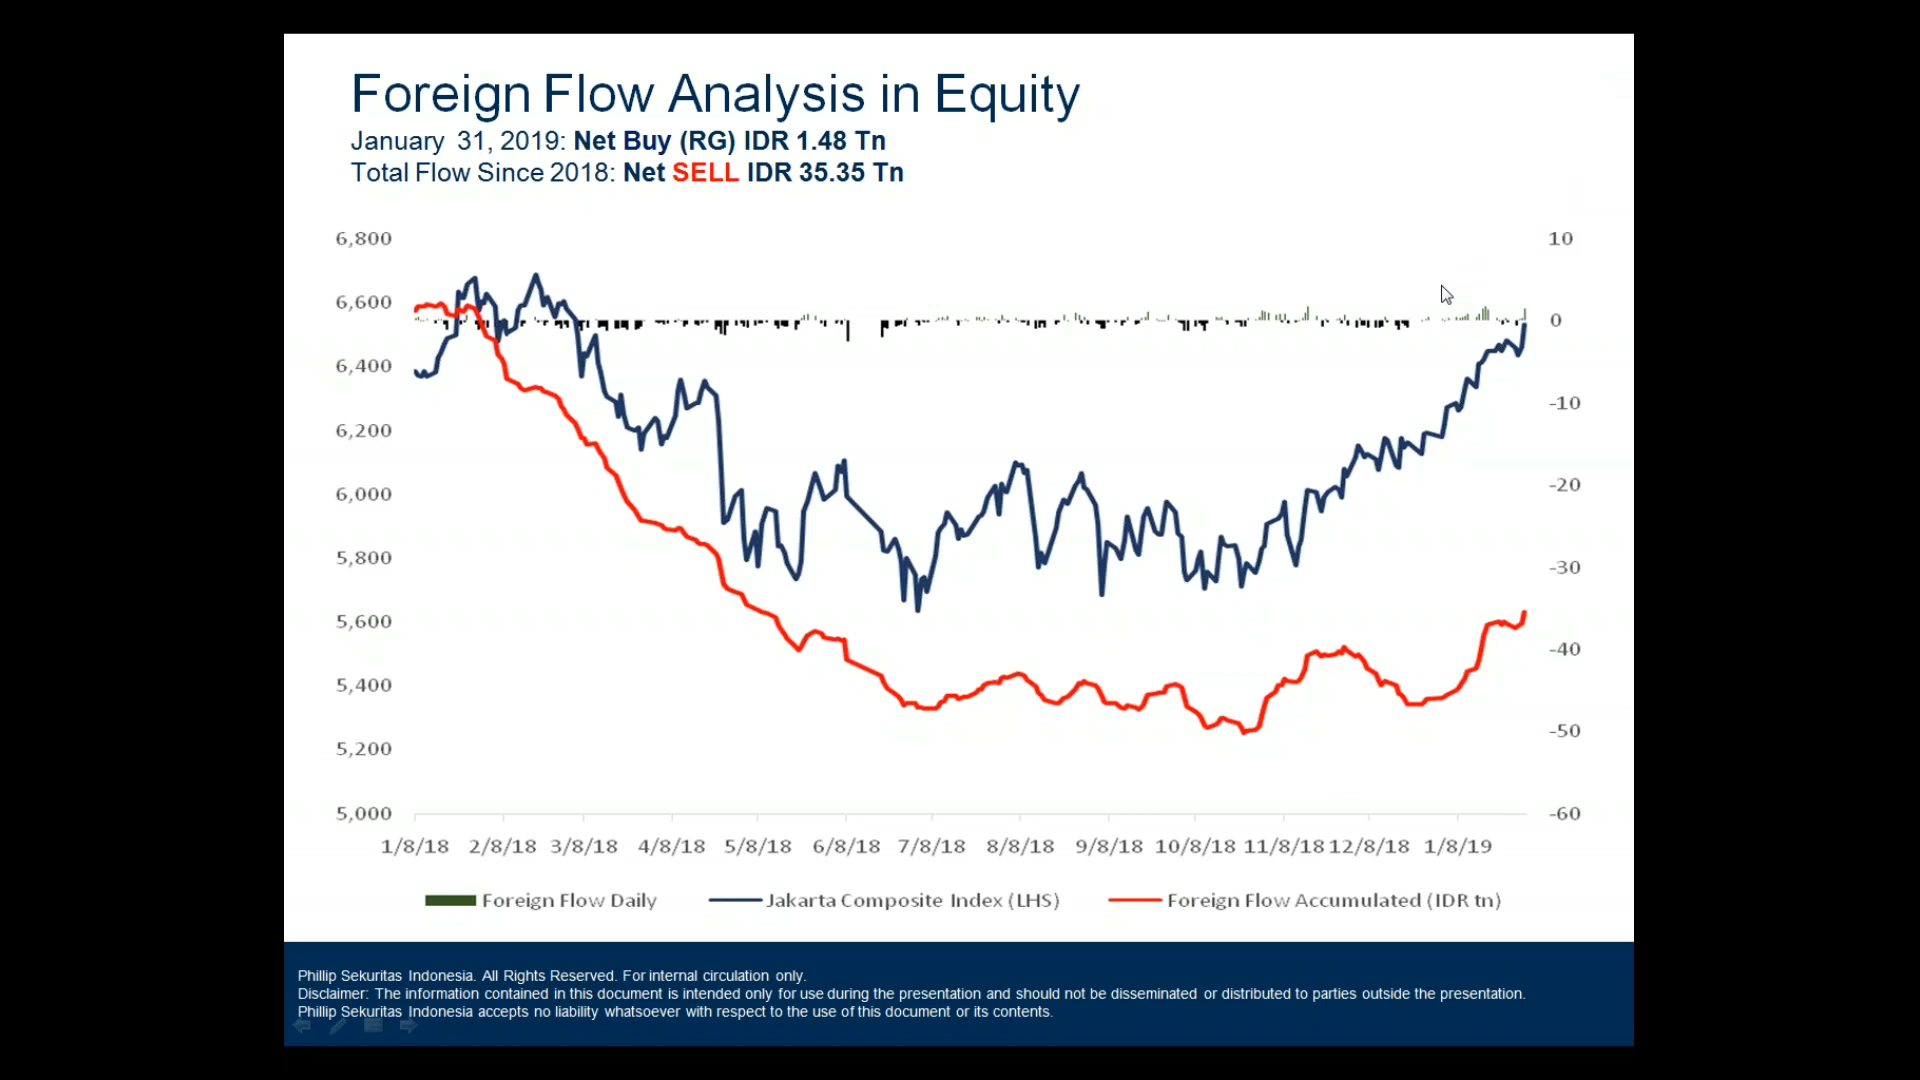 Foreign Flow Analysis in Equity
January 31, 2019: Net Buy (RG) IDR 1.48 Tn
Total Flow Since 2018: Net SELL IDR 35.35 Tn
6,800
6,600
6,400
6,200
6,000
5,800
5,600
5,400
5,200
5,000
10
0
-10
-20
-30
-40
-50
-60
1/8/18 2/8/18 3/8/18 4/8/18 5/8/18 6/8/18 7/8/18 8/8/18 9/8/18 10/8/18 11/8/18 12/8/18 1/8/19
Foreign Flow Daily Jakarta Composite Index (LHS) Foreign Flow Accumulated (IDR tn)
Phillip Sekuritas Indonesia. All Rights Reserved. For internal circulation only.
Disclaimer: The information contained in this document is intended only for use during the presentation and should not be disseminated or distributed to parties outside the presentation.
Phillip Sekuritas Indonesia accepts no liability whatsoever with respect to the use of this document or its contents.